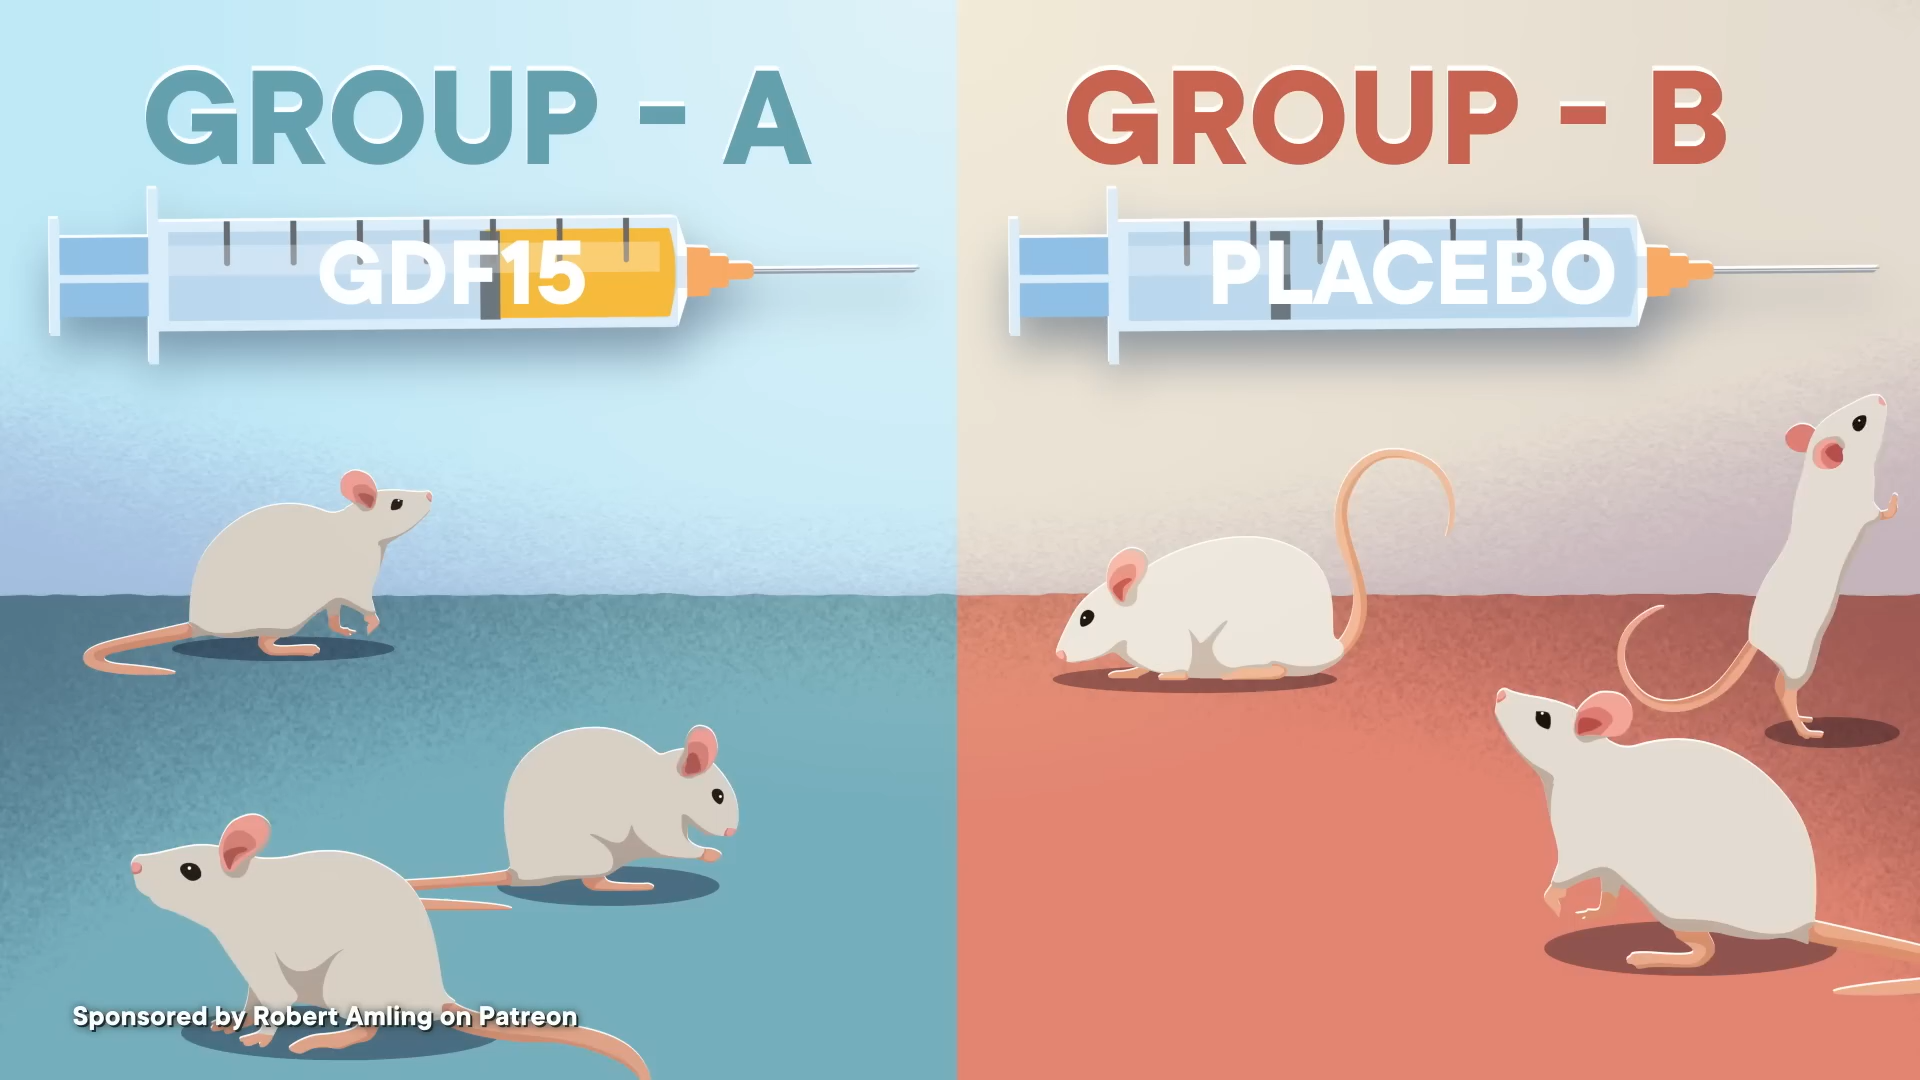 GROUP - A
GROUP - B
GDF15
PLACEBO
Sponsored by Robert Amling on Patreon